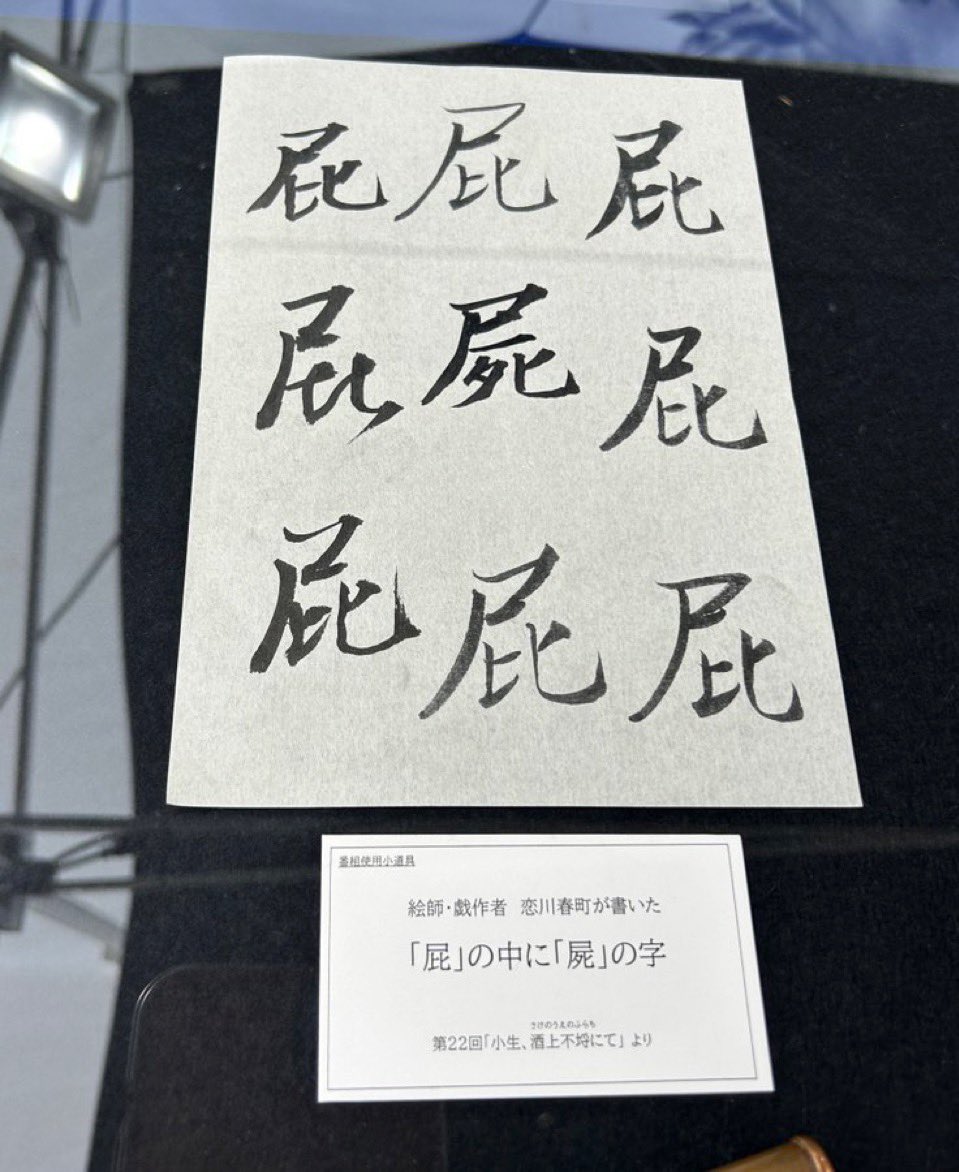 屁屁屁
屁屍屁
屁屁屁
番組使用小道具
絵師・戯作者 恋川春町が書いた
「屁」の中に「屍」の字
さけのうえのふらち
第22回「小生、酒上不埒にて」より